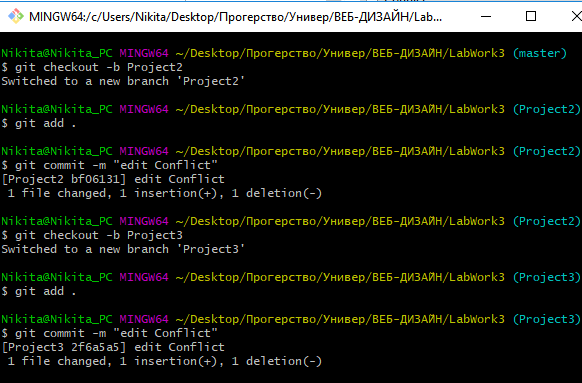 MINGW64:/c/Users/Nikita/Desktop/Прогерство/Универ/ВЕБ-ДИЗАЙН/Lab...
Nikita@Nikita_PC MINGW64 ~/Desktop/Прогерство/Универ/ВЕБ-ДИЗАЙН/LabWork3 (master)
$ git checkout -b Project2
Switched to a new branch 'Project2'
Nikita@Nikita_PC MINGW64 ~/Desktop/Прогерство/Универ/ВЕБ-ДИЗАЙН/LabWork3 (Project2)
$ git add .
Nikita@Nikita_PC MINGW64 ~/Desktop/Прогерство/Универ/ВЕБ-ДИЗАЙН/LabWork3 (Project2)
$ git commit -m "edit Conflict"
[Project2 bf06131] edit Conflict
1 file changed, 1 insertion(+), 1 deletion(-)
Nikita@Nikita_PC MINGW64 ~/Desktop/Прогерство/Универ/ВЕБ-ДИЗАЙН/LabWork3 (Project2)
$ git checkout -b Project3
Switched to a new branch 'Project3'
Nikita@Nikita_PC MINGW64 ~/Desktop/Прогерство/Универ/ВЕБ-ДИЗАЙН/LabWork3 (Project3)
$ git add .
Nikita@Nikita_PC MINGW64 ~/Desktop/Прогерство/Универ/ВЕБ-ДИЗАЙН/LabWork3 (Project3)
$ git commit -m "edit Conflict"
[Project3 2f6a5a5] edit Conflict
1 file changed, 1 insertion(+), 1 deletion(-)